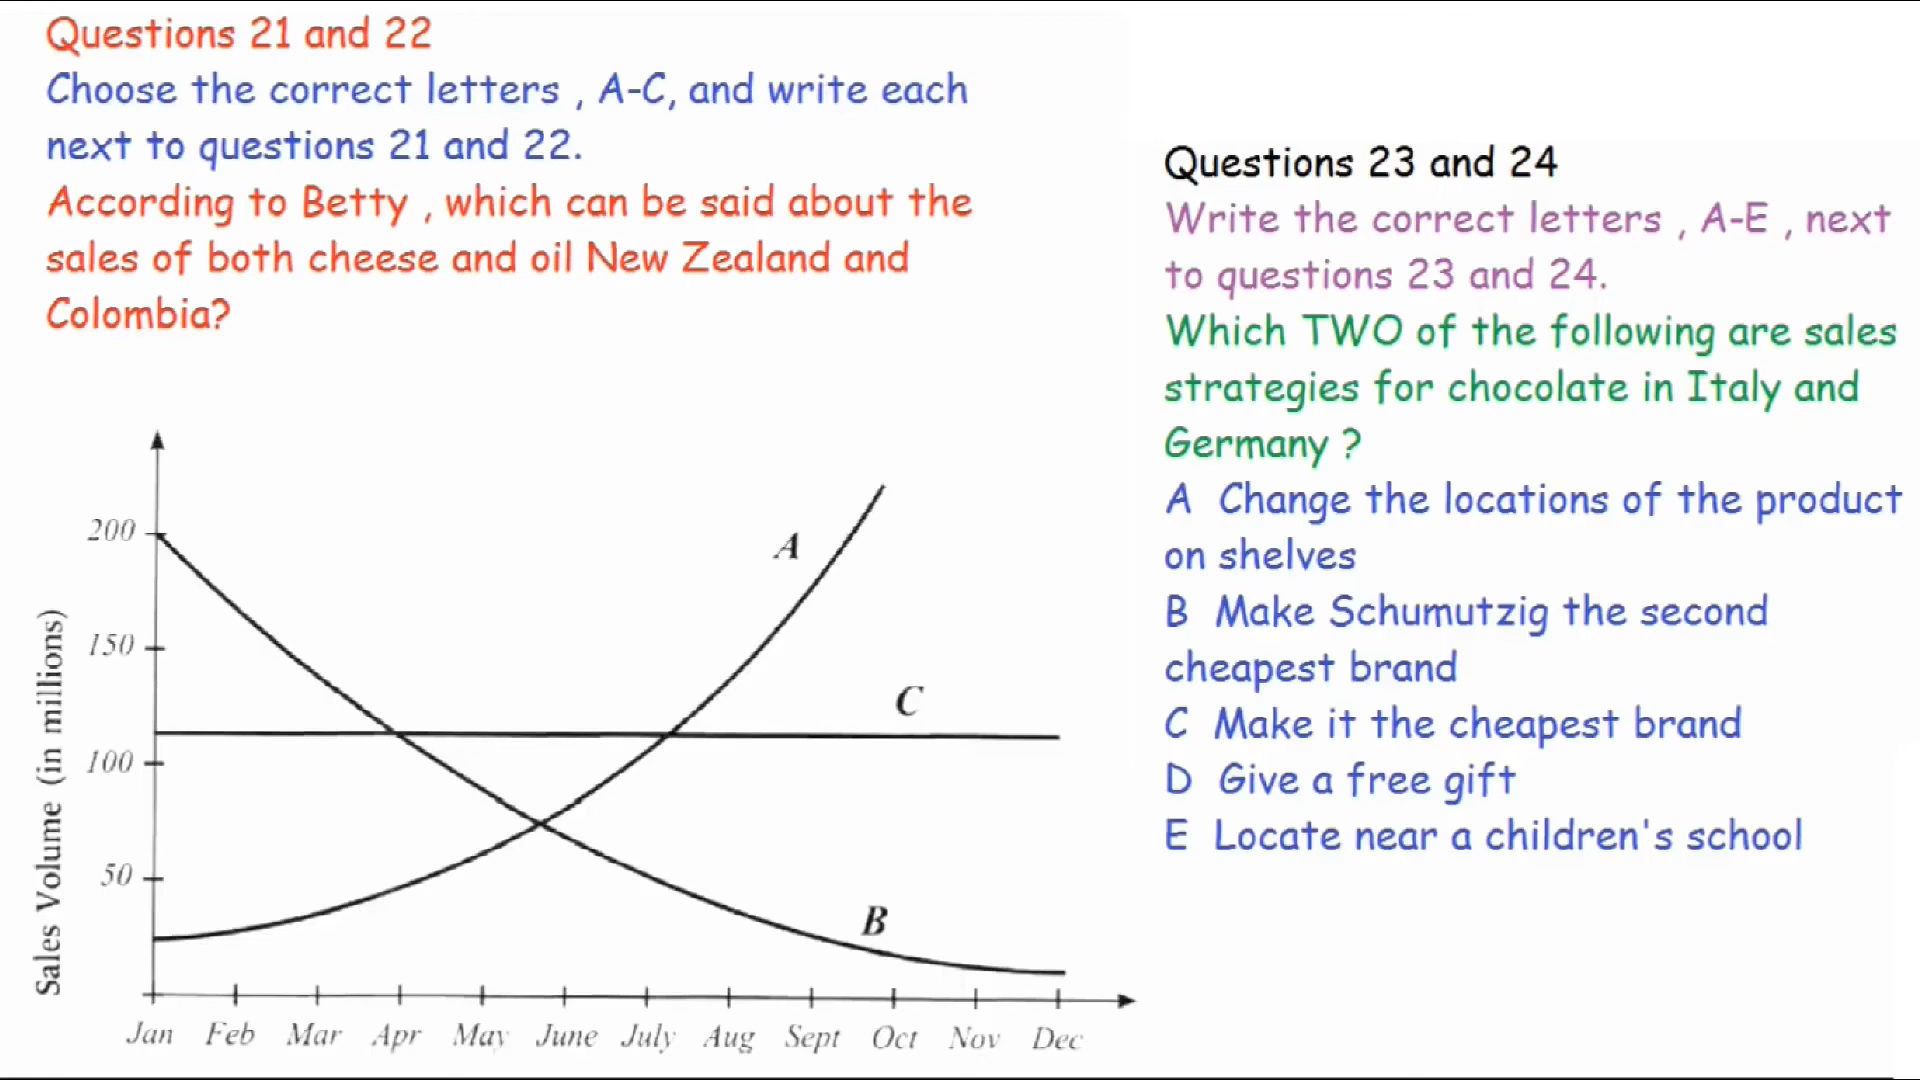 Questions 21 and 22
Choose the correct letters , A-C, and write each
next to questions 21 and 22.
According to Betty , which can be said about the
sales of both cheese and oil New Zealand and
Colombia?
200
150
100
50
Sales Volume (in millions)
A
C
B
Jan Feb Mar Apr May June July Aug Sept Oct Nov Dec
Questions 23 and 24
Write the correct letters , A-E , next
to questions 23 and 24.
Which TWO of the following are sales
strategies for chocolate in Italy and
Germany ?
A Change the locations of the product
on shelves
B Make Schumutzig the second
cheapest brand
C Make it the cheapest brand
D Give a free gift
E Locate near a children's school